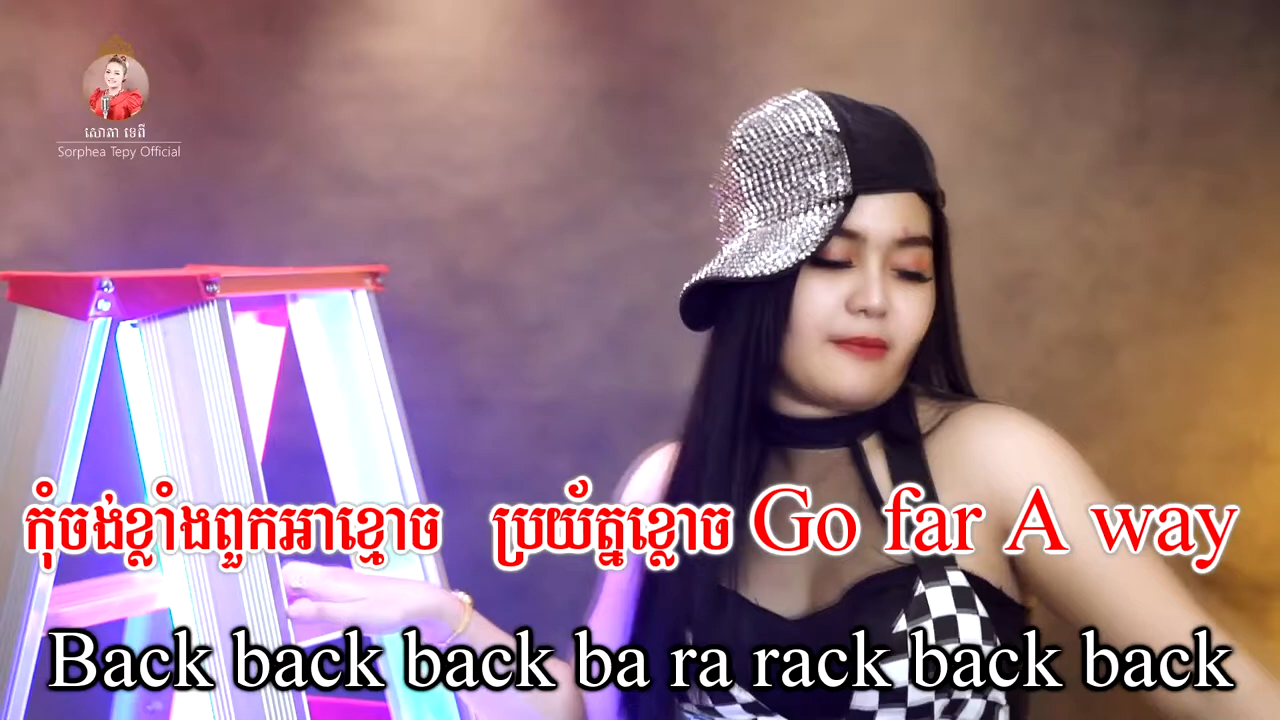 សោភា ទេពី
Sorphea Tepy Official
កុំចង់ខ្លាំងពួកអាខ្មោច ប្រយ័ត្នខ្លោច Go far A way
Back back back ba ra rack back back